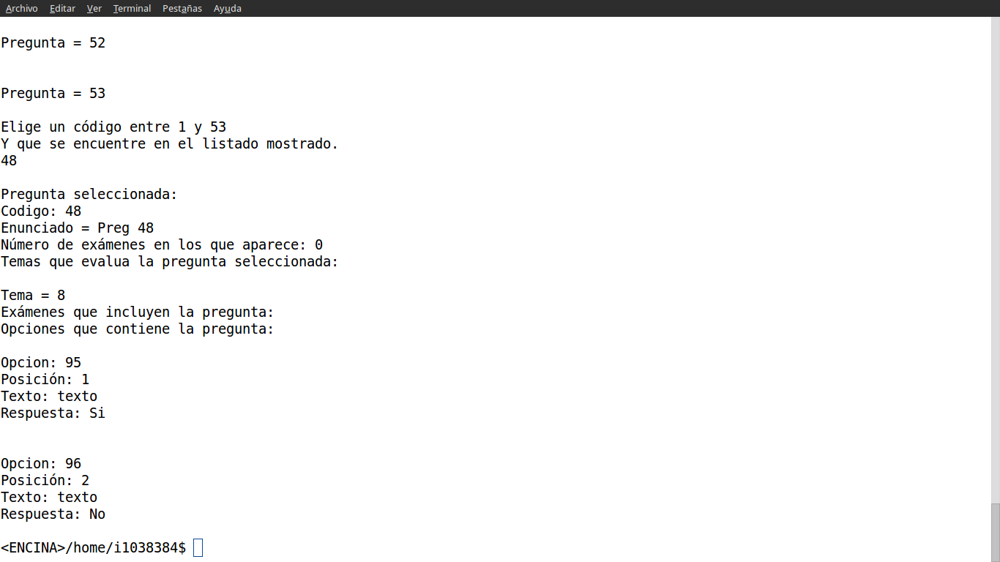 Archivo Editar Ver Terminal Pestañas Ayuda
Pregunta = 52
Pregunta = 53
Elige un código entre 1 y 53
Y que se encuentre en el listado mostrado.
48
Pregunta seleccionada:
Codigo: 48
Enunciado = Preg 48
Número de exámenes en los que aparece: 0
Temas que evalua la pregunta seleccionada:
Tema = 8
Exámenes que incluyen la pregunta:
Opciones que contiene la pregunta:
Opcion: 95
Posición: 1
Texto: texto
Respuesta: Si
Opcion: 96
Posición: 2
Texto: texto
Respuesta: No
<ENCINA>/home/i1038384$